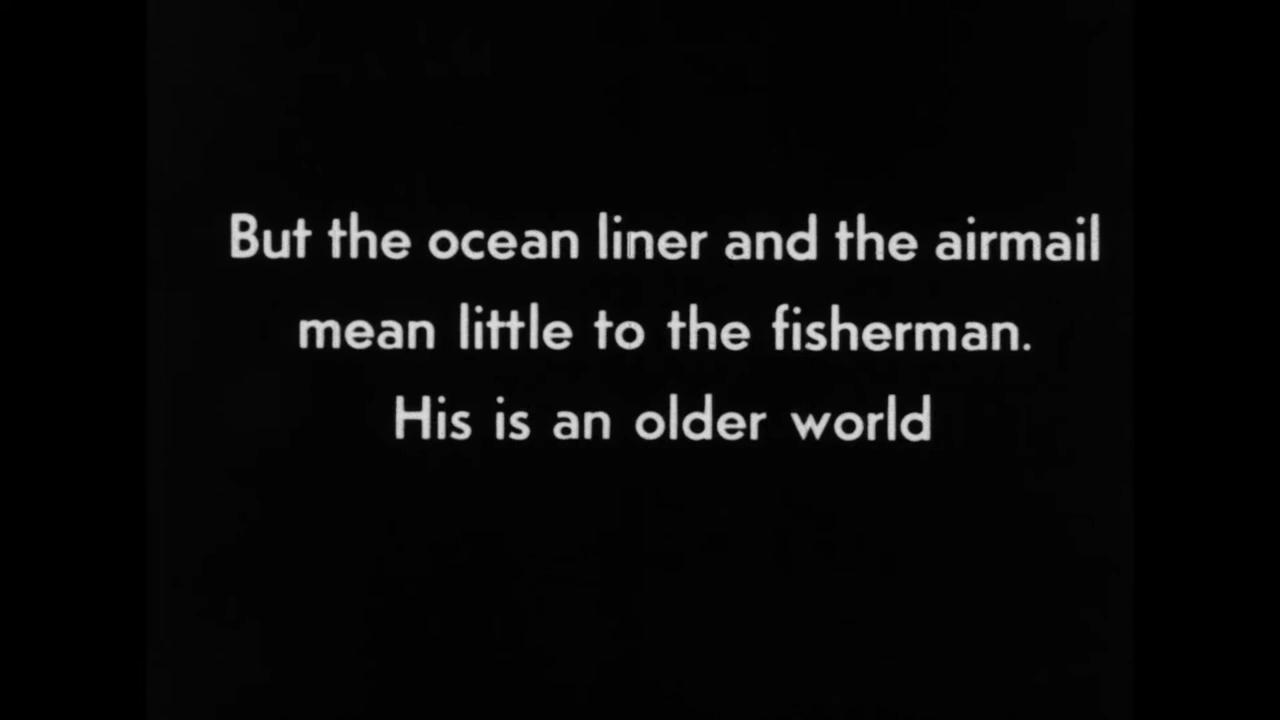 But the ocean liner and the airmail
mean little to the fisherman.
His is an older world